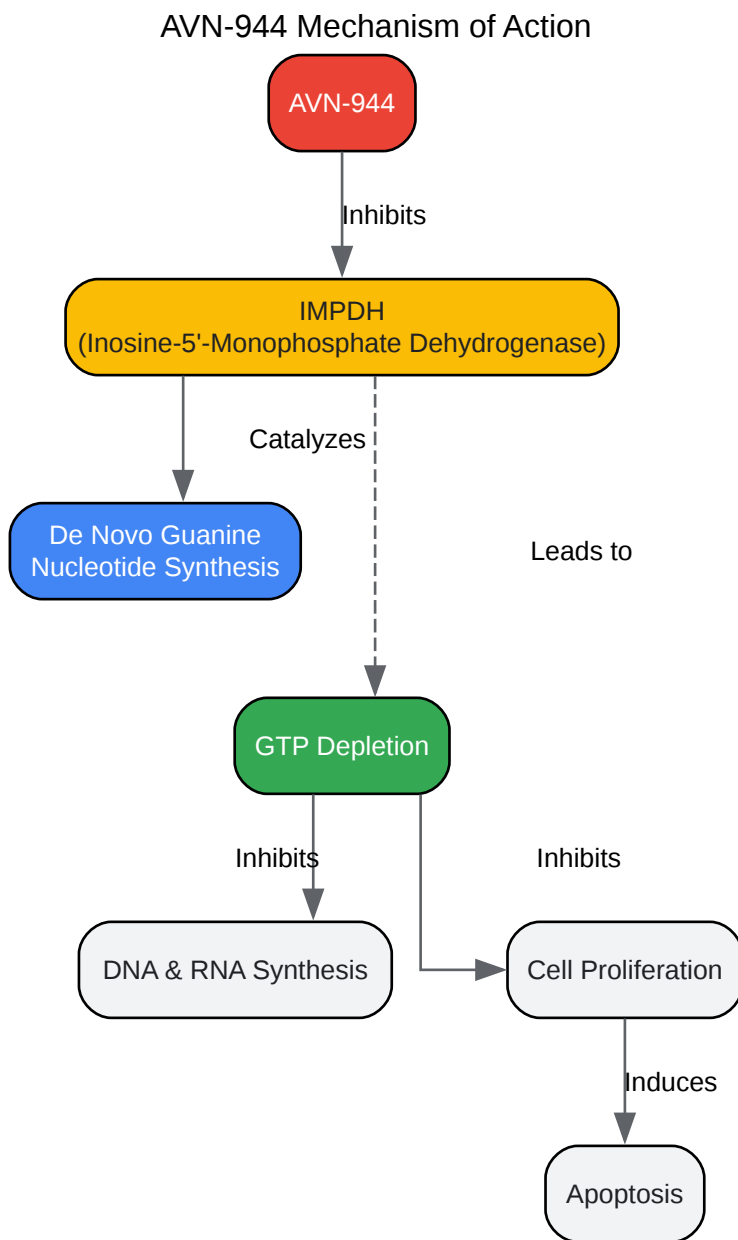 AVN-944 Mechanism of Action
AVN-944
Inhibits
IMPDH
(Inosine-5'-Monophosphate Dehydrogenase)
Catalyzes
De Novo Guanine
Nucleotide Synthesis
Leads to
GTP Depletion
Inhibits
Inhibits
DNA & RNA Synthesis
Cell Proliferation
Induces
Apoptosis